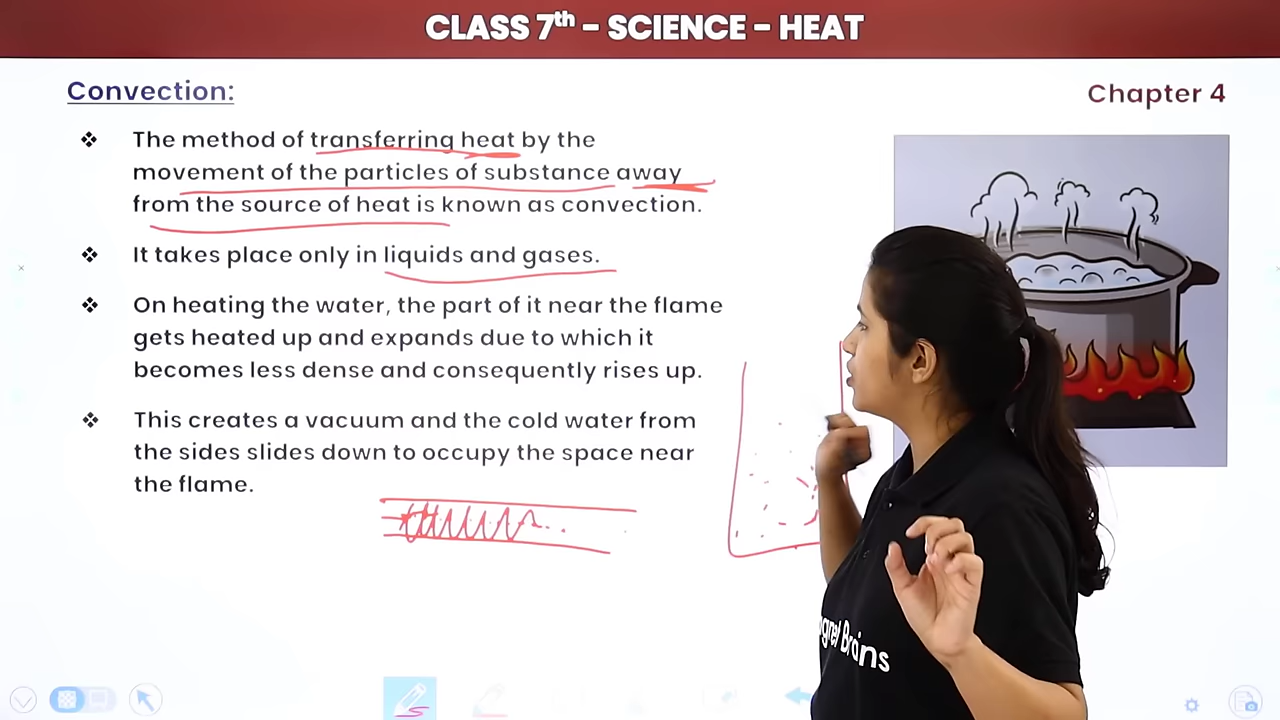 CLASS 7th - SCIENCE - HEAT
Convection:
Chapter 4
❖ The method of transferring heat by the
movement of the particles of substance away
from the source of heat is known as convection.
❖ It takes place only in liquids and gases.
❖ On heating the water, the part of it near the flame
gets heated up and expands due to which it
becomes less dense and consequently rises up.
❖ This creates a vacuum and the cold water from
the sides slides down to occupy the space near
the flame.
Brains